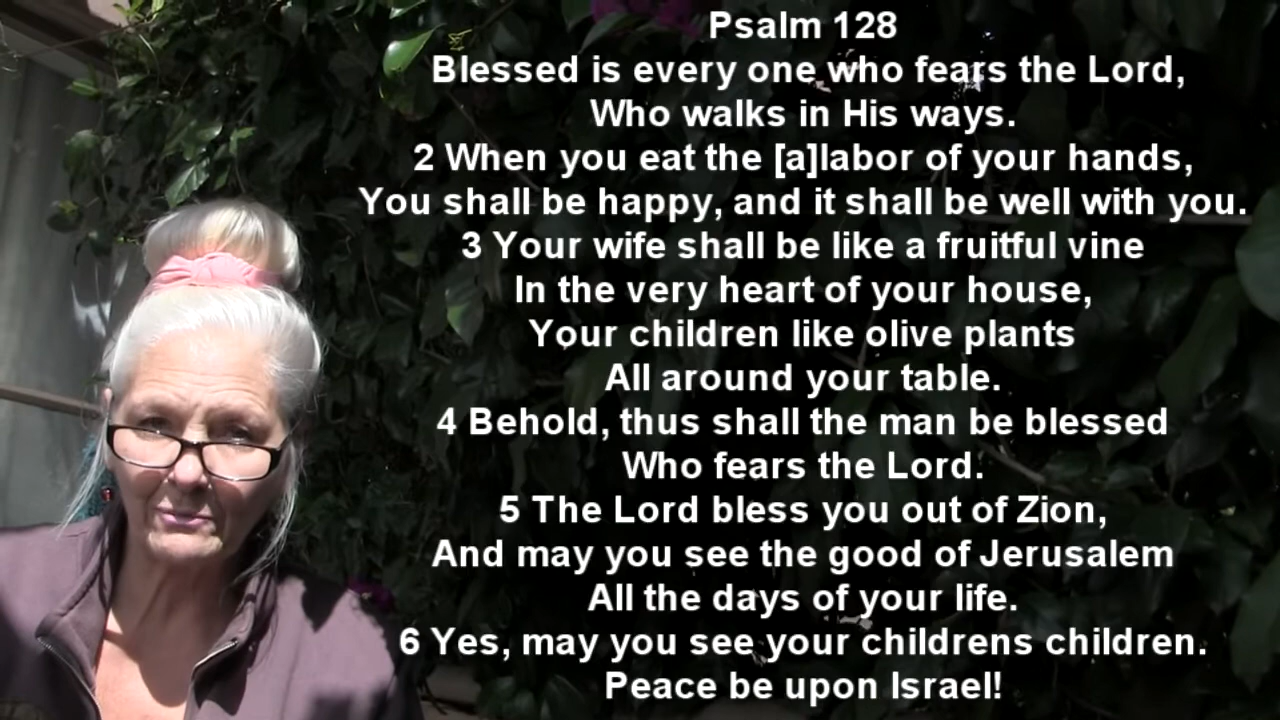 Psalm 128
Blessed is every one who fears the Lord,
Who walks in His ways.
2 When you eat the [a]labor of your hands,
You shall be happy, and it shall be well with you.
3 Your wife shall be like a fruitful vine
In the very heart of your house,
Your children like olive plants
All around your table.
4 Behold, thus shall the man be blessed
Who fears the Lord.
5 The Lord bless you out of Zion,
And may you see the good of Jerusalem
All the days of your life.
6 Yes, may you see your childrens children.
Peace be upon Israel!